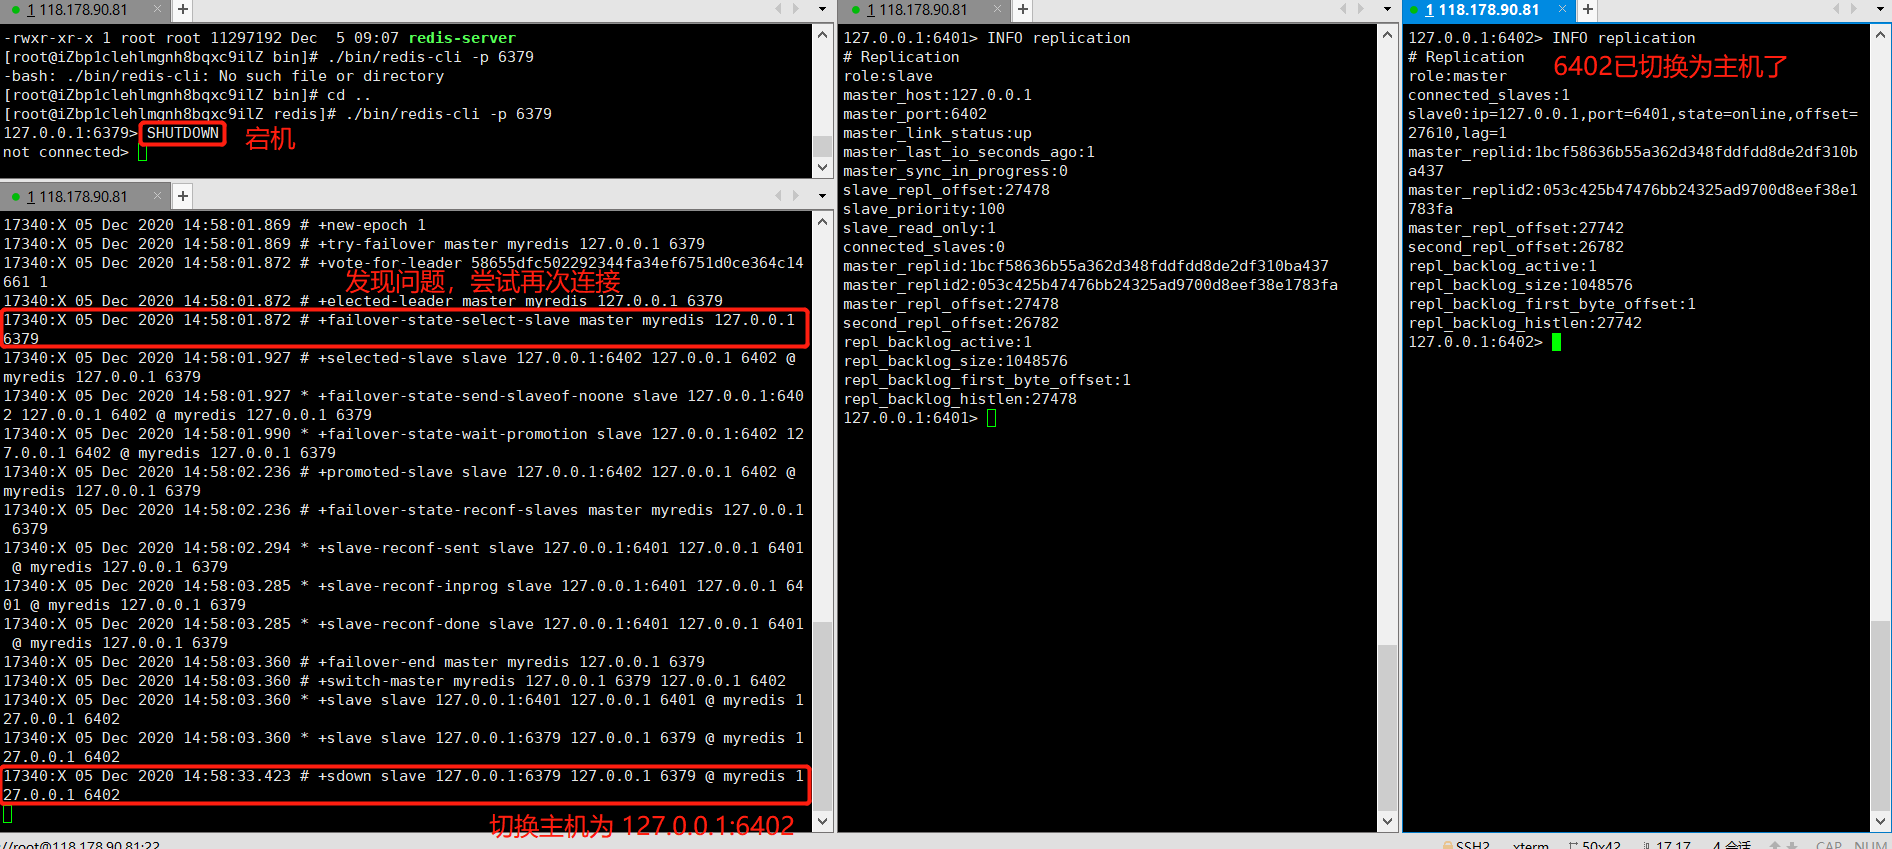 1 118.178.90.81
-rwxr-xr-x 1 root root 11297192 Dec  5 09:07 redis-server
[root@iZbp1clehlmgnh8bqxc9ilZ bin]# ./bin/redis-cli -p 6379
-bash: ./bin/redis-cli: No such file or directory
[root@iZbp1clehlmgnh8bqxc9ilZ bin]# cd ..
[root@iZbp1clehlmgnh8bqxc9ilZ redis]# ./bin/redis-cli -p 6379
127.0.0.1:6379> SHUTDOWN
宕机
not connected>
1 118.178.90.81
17340:X 05 Dec 2020 14:58:01.869 # +new-epoch 1
17340:X 05 Dec 2020 14:58:01.869 # +try-failover master myredis 127.0.0.1 6379
17340:X 05 Dec 2020 14:58:01.872 # +vote-for-leader 58655dfc502292344fa34ef6751d0ce364c14
661 1
发现问题，尝试再次连接
17340:X 05 Dec 2020 14:58:01.872 # +elected-leader master myredis 127.0.0.1 6379
17340:X 05 Dec 2020 14:58:01.872 # +failover-state-select-slave master myredis 127.0.0.1
6379
17340:X 05 Dec 2020 14:58:01.927 # +selected-slave slave 127.0.0.1:6402 127.0.0.1 6402 @
myredis 127.0.0.1 6379
17340:X 05 Dec 2020 14:58:01.927 * +failover-state-send-slaveof-noone slave 127.0.0.1:640
2 127.0.0.1 6402 @ myredis 127.0.0.1 6379
17340:X 05 Dec 2020 14:58:01.990 * +failover-state-wait-promotion slave 127.0.0.1:6402 12
7.0.0.1 6402 @ myredis 127.0.0.1 6379
17340:X 05 Dec 2020 14:58:02.236 # +promoted-slave slave 127.0.0.1:6402 127.0.0.1 6402 @
myredis 127.0.0.1 6379
17340:X 05 Dec 2020 14:58:02.236 # +failover-state-reconf-slaves master myredis 127.0.0.1
6379
17340:X 05 Dec 2020 14:58:02.294 * +slave-reconf-sent slave 127.0.0.1:6401 127.0.0.1 6401
@ myredis 127.0.0.1 6379
17340:X 05 Dec 2020 14:58:03.285 * +slave-reconf-inprog slave 127.0.0.1:6401 127.0.0.1 64
01 @ myredis 127.0.0.1 6379
17340:X 05 Dec 2020 14:58:03.285 * +slave-reconf-done slave 127.0.0.1:6401 127.0.0.1 6401
@ myredis 127.0.0.1 6379
17340:X 05 Dec 2020 14:58:03.360 # +failover-end master myredis 127.0.0.1 6379
17340:X 05 Dec 2020 14:58:03.360 # +switch-master myredis 127.0.0.1 6379 127.0.0.1 6402
17340:X 05 Dec 2020 14:58:03.360 * +slave slave 127.0.0.1:6401 127.0.0.1 6401 @ myredis 1
27.0.0.1 6402
17340:X 05 Dec 2020 14:58:03.360 * +slave slave 127.0.0.1:6379 127.0.0.1 6379 @ myredis 1
27.0.0.1 6402
17340:X 05 Dec 2020 14:58:33.423 # +sdown slave 127.0.0.1:6379 127.0.0.1 6379 @ myredis 1
27.0.0.1 6402
切换主机为 127.0.0.1:6402
1 118.178.90.81
127.0.0.1:6401> INFO replication
# Replication
role:slave
master_host:127.0.0.1
master_port:6402
master_link_status:up
master_last_io_seconds_ago:1
master_sync_in_progress:0
slave_repl_offset:27478
slave_priority:100
slave_read_only:1
connected_slaves:0
master_replid:1bcf58636b55a362d348fddfdd8de2df310ba437
master_replid2:053c425b47476bb24325ad9700d8eef38e1783fa
master_repl_offset:27478
second_repl_offset:26782
repl_backlog_active:1
repl_backlog_size:1048576
repl_backlog_first_byte_offset:1
repl_backlog_histlen:27478
127.0.0.1:6401>
1 118.178.90.81
127.0.0.1:6402> INFO replication
# Replication
6402已切换为主机了
role:master
connected_slaves:1
slave0:ip=127.0.0.1,port=6401,state=online,offset=
27610,lag=1
master_replid:1bcf58636b55a362d348fddfdd8de2df310b
a437
master_replid2:053c425b47476bb24325ad9700d8eef38e1
783fa
master_repl_offset:27742
second_repl_offset:26782
repl_backlog_active:1
repl_backlog_size:1048576
repl_backlog_first_byte_offset:1
repl_backlog_histlen:27742
127.0.0.1:6402>
//root@118.178.90.81:22
SSH2 xterm 50x42 17,17 4 会话 CAP NUM